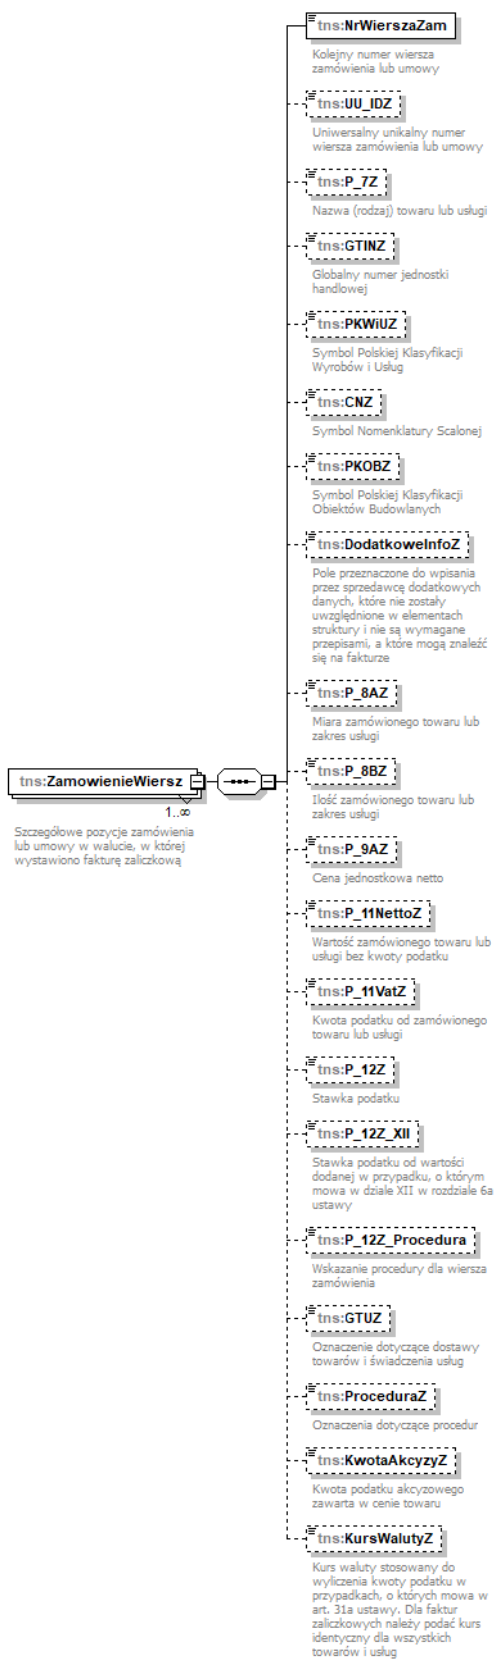 tns:NrWierszaZam
Kolejny numer wiersza
zamówienia lub umowy
tns:UU_IDZ
Uniwersalny unikalny numer
wiersza zamówienia lub umowy
tns:P_7Z
Nazwa (rodzaj) towaru lub usługi
tns:GTINZ
Globalny numer jednostki
handlowej
tns:PKWiUZ
Symbol Polskiej Klasyfikacji
Wyrobów i Usług
tns:CNZ
Symbol Nomenklatury Scalonej
tns:PKOBZ
Symbol Polskiej Klasyfikacji
Obiektów Budowlanych
tns:DodatkoweInfoZ
Pole przeznaczone do wpisania
przez sprzedawcę dodatkowych
danych, które nie zostały
uwzględnione w elementach
struktury i nie są wymagane
przepisami, a które mogą znaleźć
się na fakturze
tns:P_8AZ
Miara zamówionego towaru lub
zakres usługi
tns:ZamowienieWiersz
1..∞
Szczegółowe pozycje zamówienia
lub umowy w walucie, w której
wystawiono fakturę zaliczkową
tns:P_8BZ
Ilość zamówionego towaru lub
zakres usługi
tns:P_9AZ
Cena jednostkowa netto
tns:P_11NettoZ
Wartość zamówionego towaru lub
usługi bez kwoty podatku
tns:P_11VatZ
Kwota podatku od zamówionego
towaru lub usługi
tns:P_12Z
Stawka podatku
tns:P_12Z_XII
Stawka podatku od wartości
dodanej w przypadku, o którym
mowa w dziale XII w rozdziale 6a
ustawy
tns:P_12Z_Procedura
Wskazanie procedury dla wiersza
zamówienia
tns:GTUZ
Oznaczenie dotyczące dostawy
towarów i świadczenia usług
tns:ProceduraZ
Oznaczenia dotyczące procedur
tns:KwotaAkcyzyZ
Kwota podatku akcyzowego
zawarta w cenie towaru
tns:KursWalutyZ
Kurs waluty stosowany do
wyliczenia kwoty podatku w
przypadkach, o których mowa w
art. 31a ustawy. Dla faktur
zaliczkowych należy podać kurs
identyczny dla wszystkich
towarów i usług